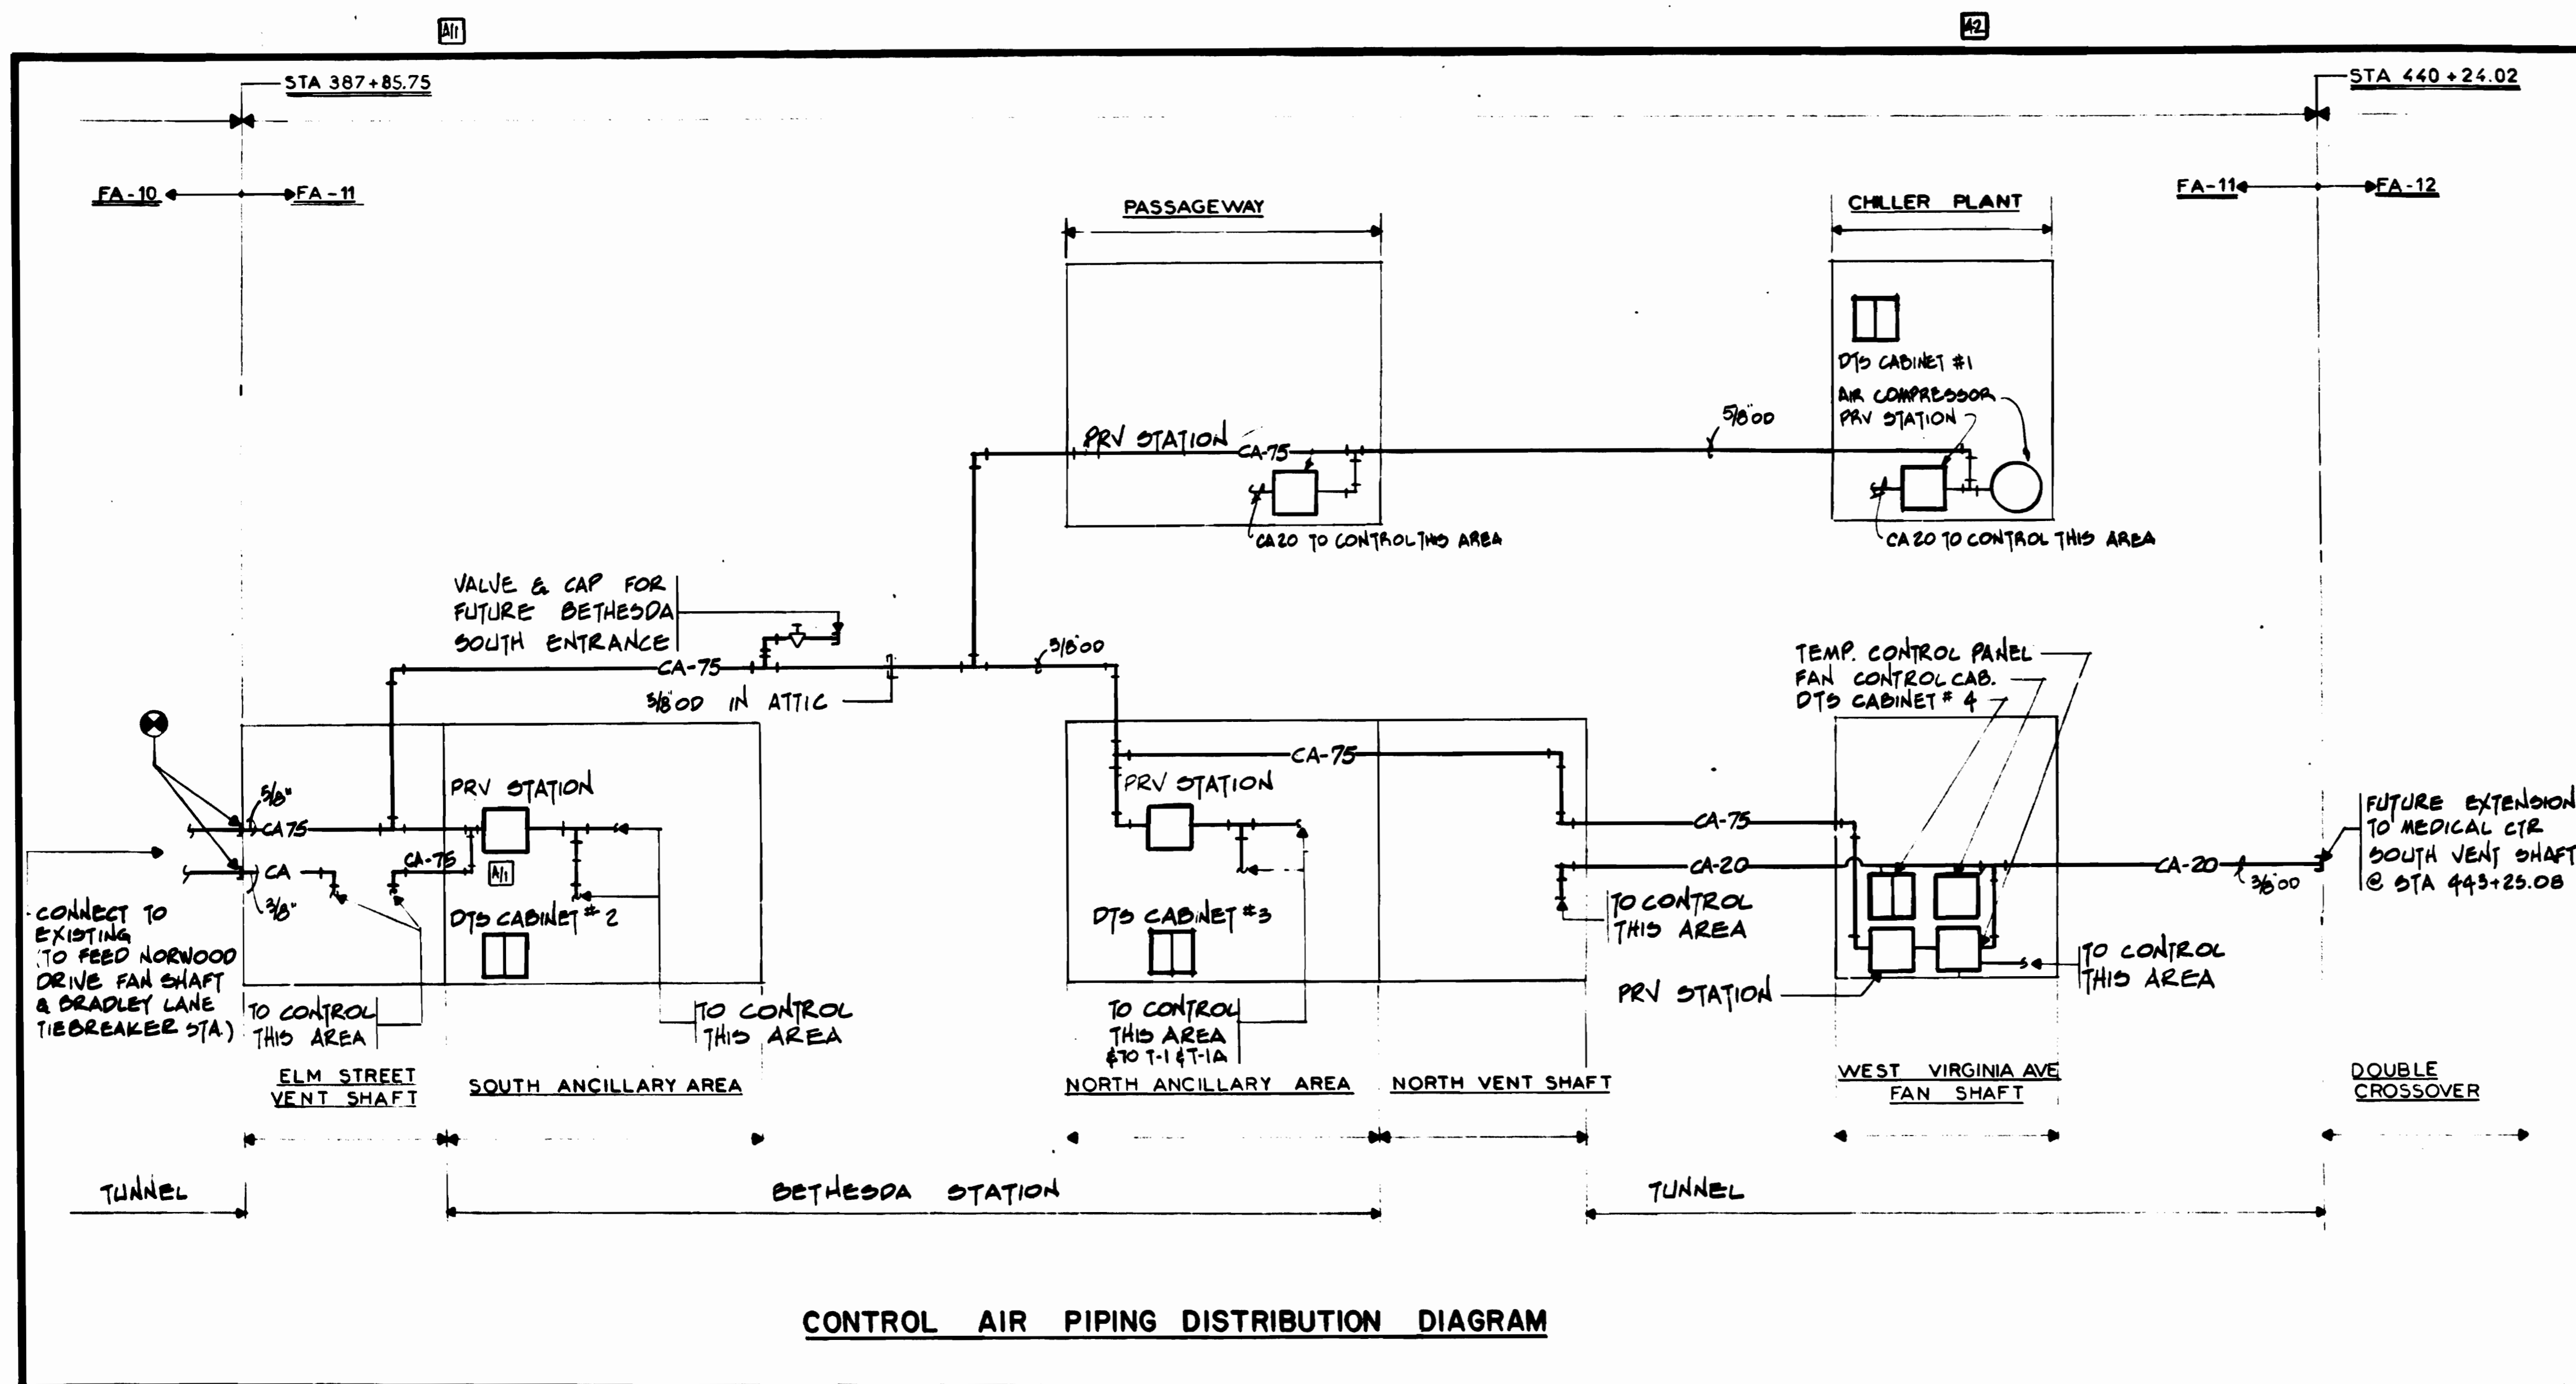 A/1
A2
STA 387+85.75
STA 440+24.02
FA-10
FA-11
FA-11
FA-12
PASSAGEWAY
CHILLER PLANT
DTS CABINET #1
AIR COMPRESSOR
PRV STATION
5/8" OD
PRV STATION
CA-75
CA20 TO CONTROL THIS AREA
CA 20 TO CONTROL THIS AREA
VALVE & CAP FOR
FUTURE BETHESDA
SOUTH ENTRANCE
CA-75
5/8" OD
5/8" OD IN ATTIC
TEMP. CONTROL PANEL
FAN CONTROL CAB.
DTS CABINET # 4
5/8"
CA75
CA
3/8"
CA-75
PRV STATION
A/1
DTS CABINET # 2
CA-75
PRV STATION
DTS CABINET #3
CA-75
CA-20
TO CONTROL
THIS AREA
CA-20
3/8" OD
FUTURE EXTENSION
TO MEDICAL CTR
SOUTH VENT SHAFT
@ STA 443+25.08
CONNECT TO
EXISTING
(TO FEED NORWOOD
DRIVE FAN SHAFT
& BRADLEY LANE
TIEBREAKER STA.)
TO CONTROL
THIS AREA
TO CONTROL
THIS AREA
TO CONTROL
THIS AREA
& TO T-1 & T-1A
PRV STATION
TO CONTROL
THIS AREA
ELM STREET
VENT SHAFT
SOUTH ANCILLARY AREA
NORTH ANCILLARY AREA
NORTH VENT SHAFT
WEST VIRGINIA AVE
FAN SHAFT
DOUBLE
CROSSOVER
TUNNEL
BETHESDA STATION
TUNNEL
CONTROL AIR PIPING DISTRIBUTION DIAGRAM